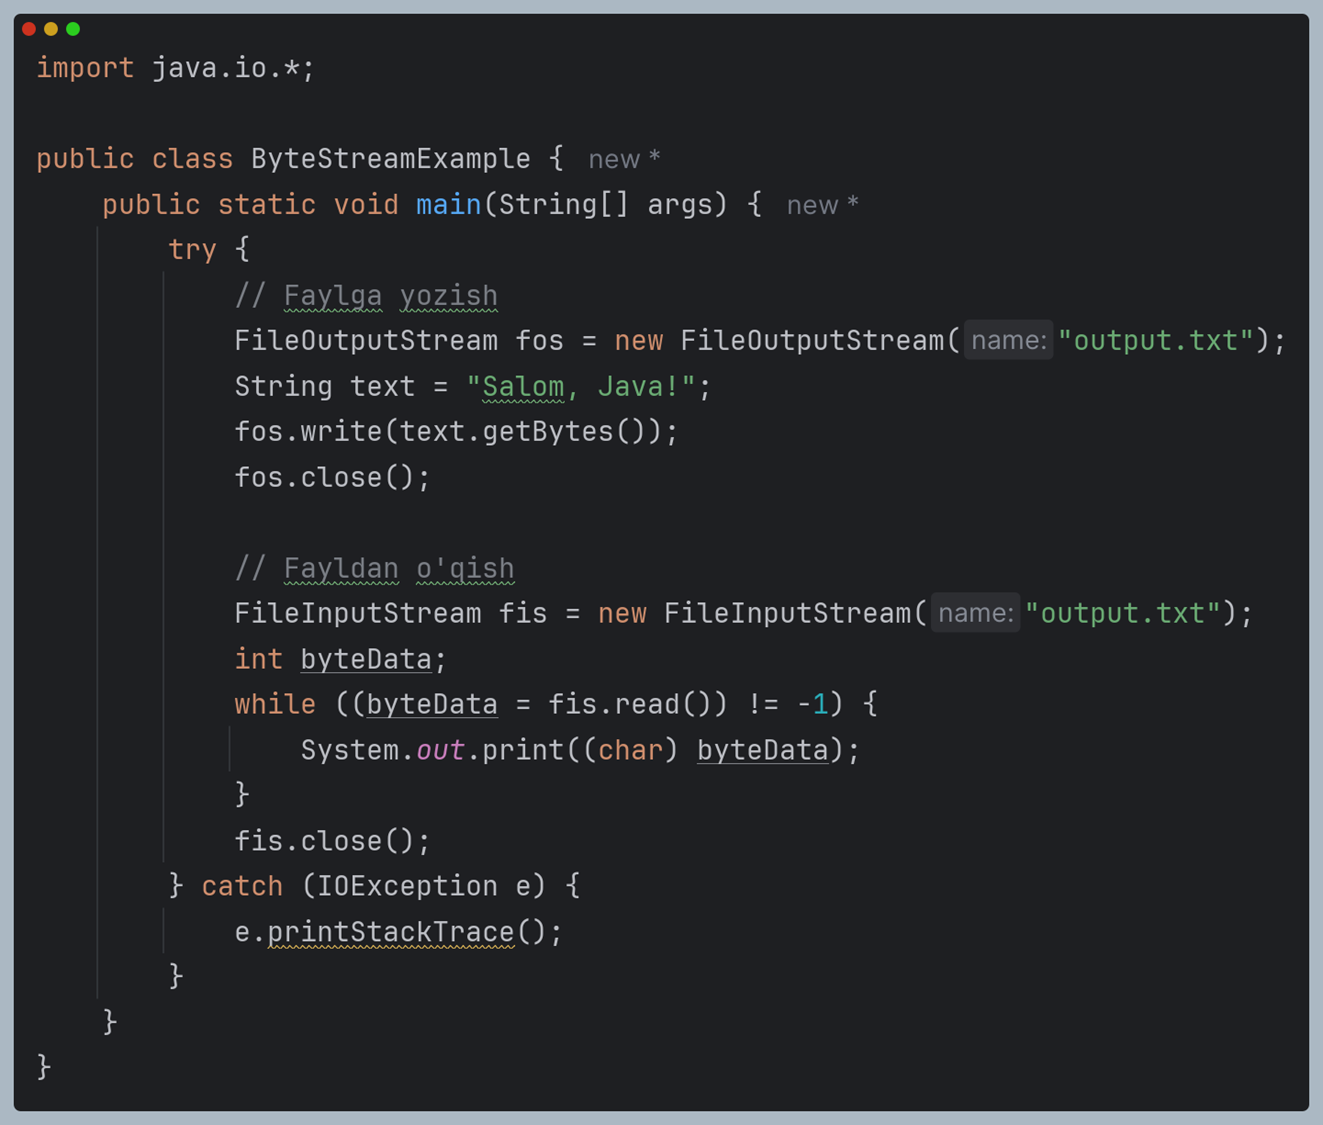 import java.io.*;
public class ByteStreamExample { new *
public static void main(String[] args) { new *
try {
// Faylga yozish
FileOutputStream fos = new FileOutputStream( name: "output.txt");
String text = "Salom, Java!";
fos.write(text.getBytes());
fos.close();
// Fayldan o'qish
FileInputStream fis = new FileInputStream( name: "output.txt");
int byteData;
while ((byteData = fis.read()) != -1) {
System.out.print((char) byteData);
}
fis.close();
} catch (IOException e) {
e.printStackTrace();
}
}
}